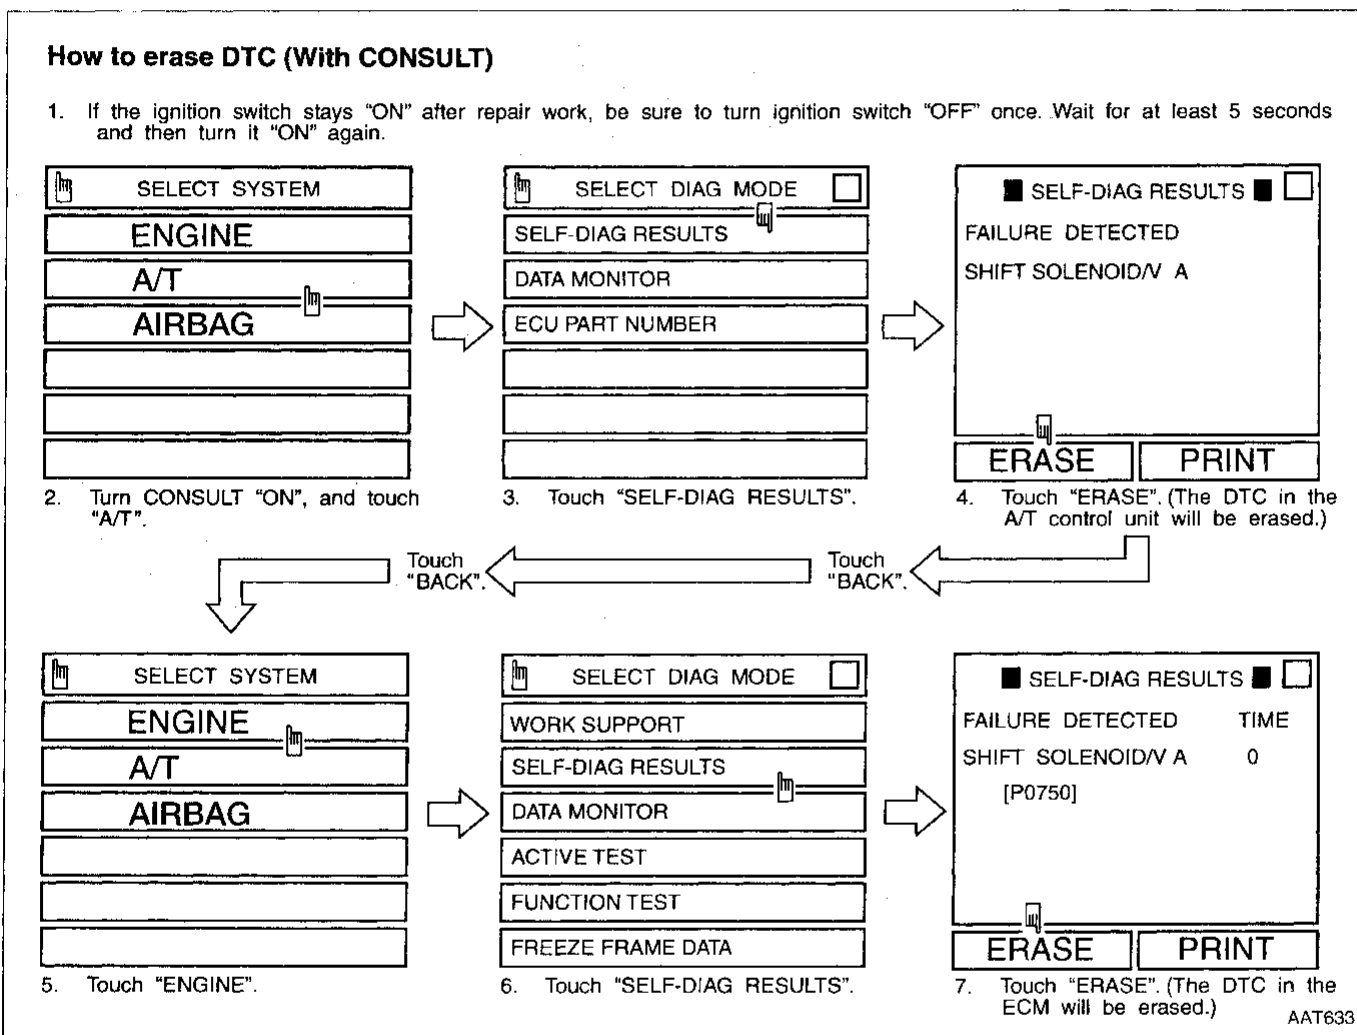 How to erase DTC (With CONSULT)
1. If the ignition switch stays “ON” after repair work, be sure to turn ignition switch “OFF” once. Wait for at least 5 seconds
and then turn it “ON” again.
SELECT SYSTEM
ENGINE
A/T
AIRBAG
2. Turn CONSULT “ON”, and touch
“A/T”.
SELECT DIAG MODE
SELF-DIAG RESULTS
DATA MONITOR
ECU PART NUMBER
3. Touch “SELF-DIAG RESULTS”.
SELF-DIAG RESULTS
FAILURE DETECTED
SHIFT SOLENOID/V A
ERASE PRINT
4. Touch “ERASE”. (The DTC in the
A/T control unit will be erased.)
Touch
“BACK”.
Touch
“BACK”.
SELECT SYSTEM
ENGINE
A/T
AIRBAG
5. Touch “ENGINE”.
SELECT DIAG MODE
WORK SUPPORT
SELF-DIAG RESULTS
DATA MONITOR
ACTIVE TEST
FUNCTION TEST
FREEZE FRAME DATA
6. Touch “SELF-DIAG RESULTS”.
SELF-DIAG RESULTS
FAILURE DETECTED TIME
SHIFT SOLENOID/V A 0
[P0750]
ERASE PRINT
7. Touch “ERASE”. (The DTC in the
ECM will be erased.)
AAT633